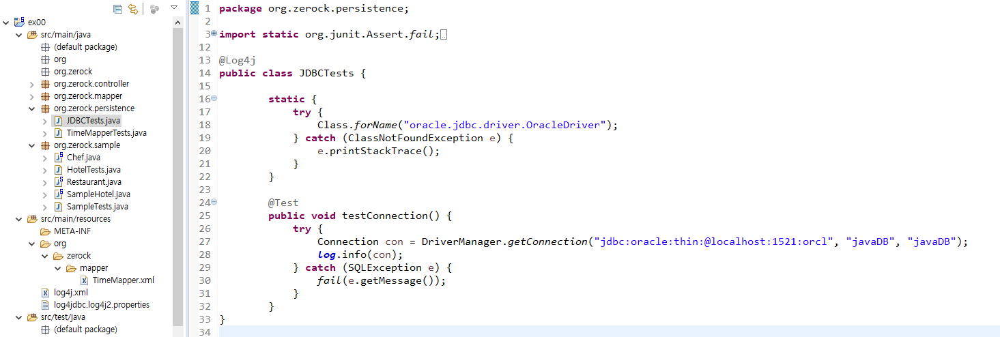 ex00
src/main/java
(default package)
org
org.zerock
org.zerock.controller
org.zerock.mapper
org.zerock.persistence
JDBCTests.java
TimeMapperTests.java
org.zerock.sample
Chef.java
HotelTests.java
Restaurant.java
SampleHotel.java
SampleTests.java
src/main/resources
META-INF
org
zerock
mapper
TimeMapper.xml
log4j.xml
log4jdbc.log4j2.properties
src/test/java
(default package)
1 package org.zerock.persistence;
2
3 import static org.junit.Assert.fail;
12
13 @Log4j
14 public class JDBCTests {
15
16 static {
17 try {
18 Class.forName("oracle.jdbc.driver.OracleDriver");
19 } catch (ClassNotFoundException e) {
20 e.printStackTrace();
21 }
22 }
23
24 @Test
25 public void testConnection() {
26 try {
27 Connection con = DriverManager.getConnection("jdbc:oracle:thin:@localhost:1521:orcl", "javaDB", "javaDB");
28 log.info(con);
29 } catch (SQLException e) {
30 fail(e.getMessage());
31 }
32 }
33 }
34